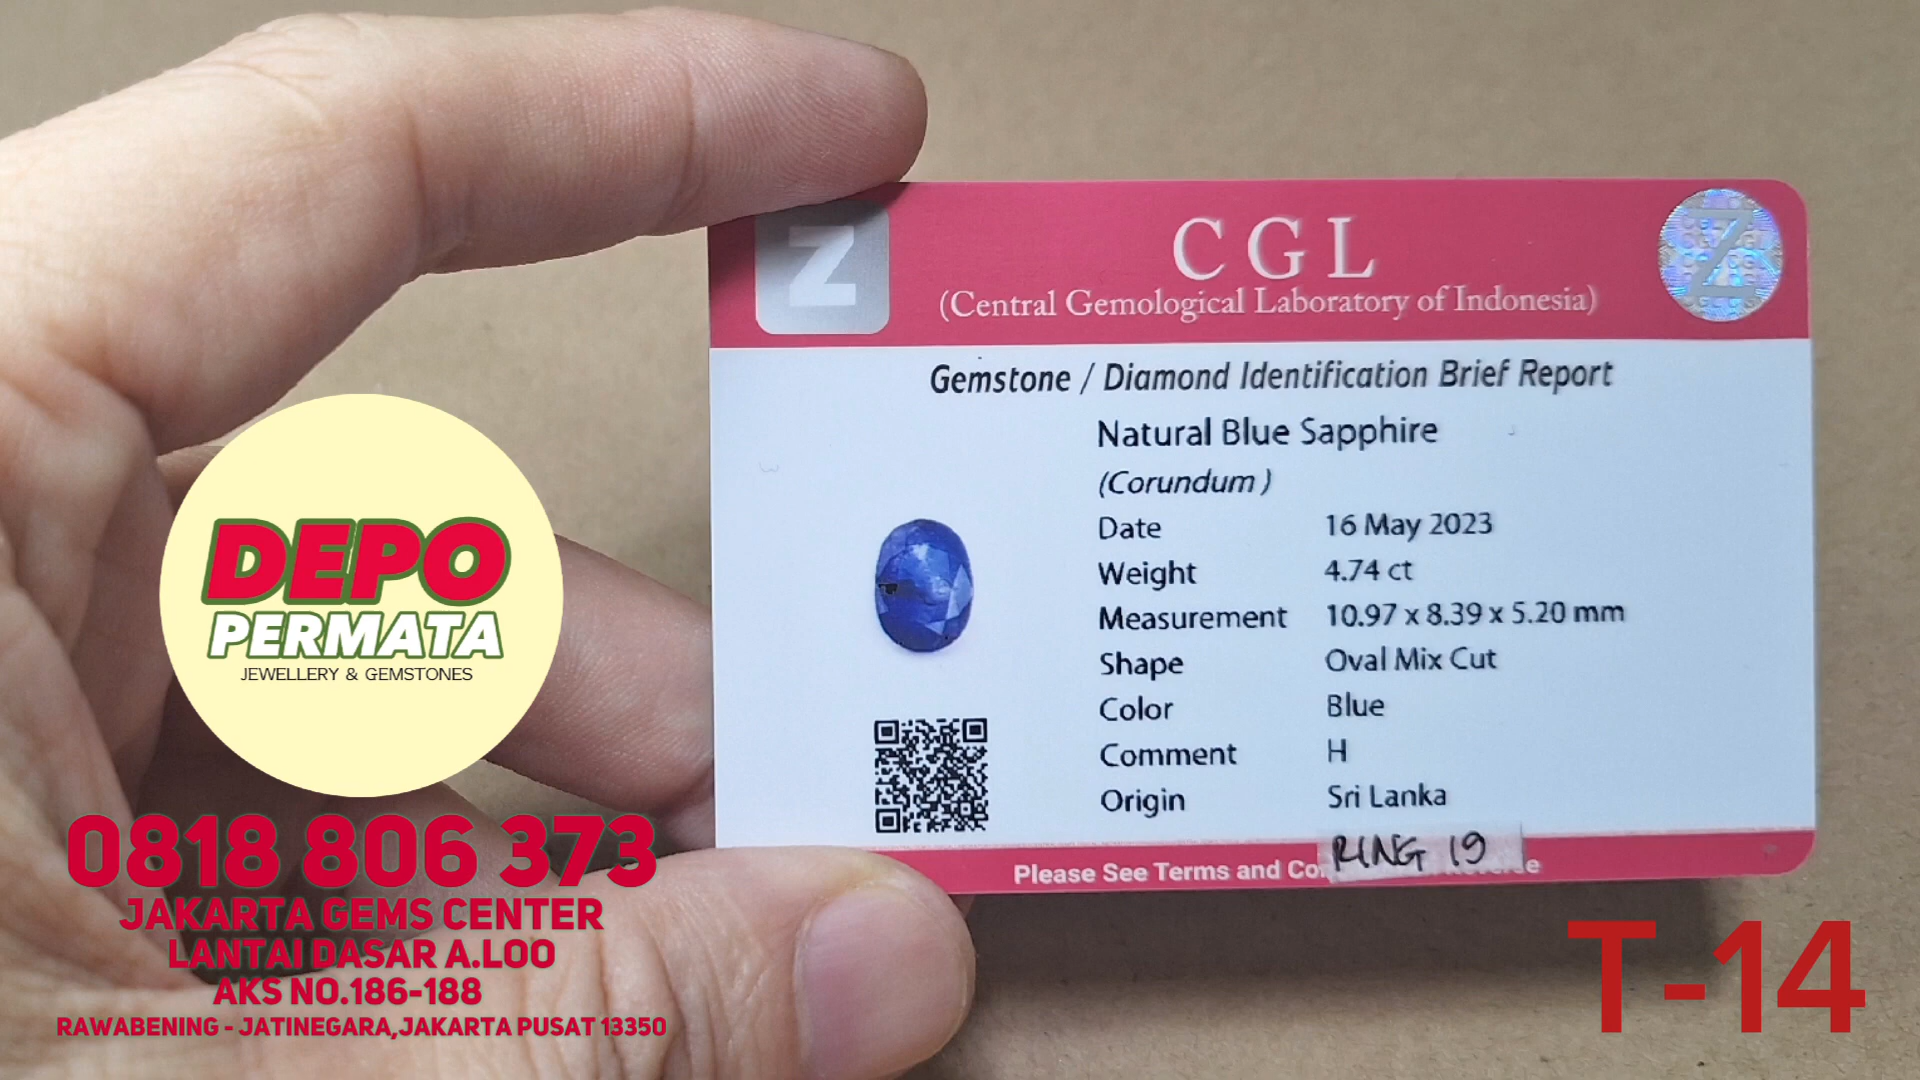 Z
CGL
(Central Gemological Laboratory of Indonesia)
Z
Gemstone / Diamond Identification Brief Report
Natural Blue Sapphire
(Corundum)
Date 16 May 2023
Weight 4.74 ct
Measurement 10.97 x 8.39 x 5.20 mm
Shape Oval Mix Cut
Color Blue
Comment H
Origin Sri Lanka
RING 19
Please See Terms and
DEPO
PERMATA
JEWELLERY & GEMSTONES
0818 806 373
JAKARTA GEMS CENTER
LANTAI DASAR A.LOO
AKS NO.186-188
RAWABENING - JATINEGARA,JAKARTA PUSAT 13350
T-14